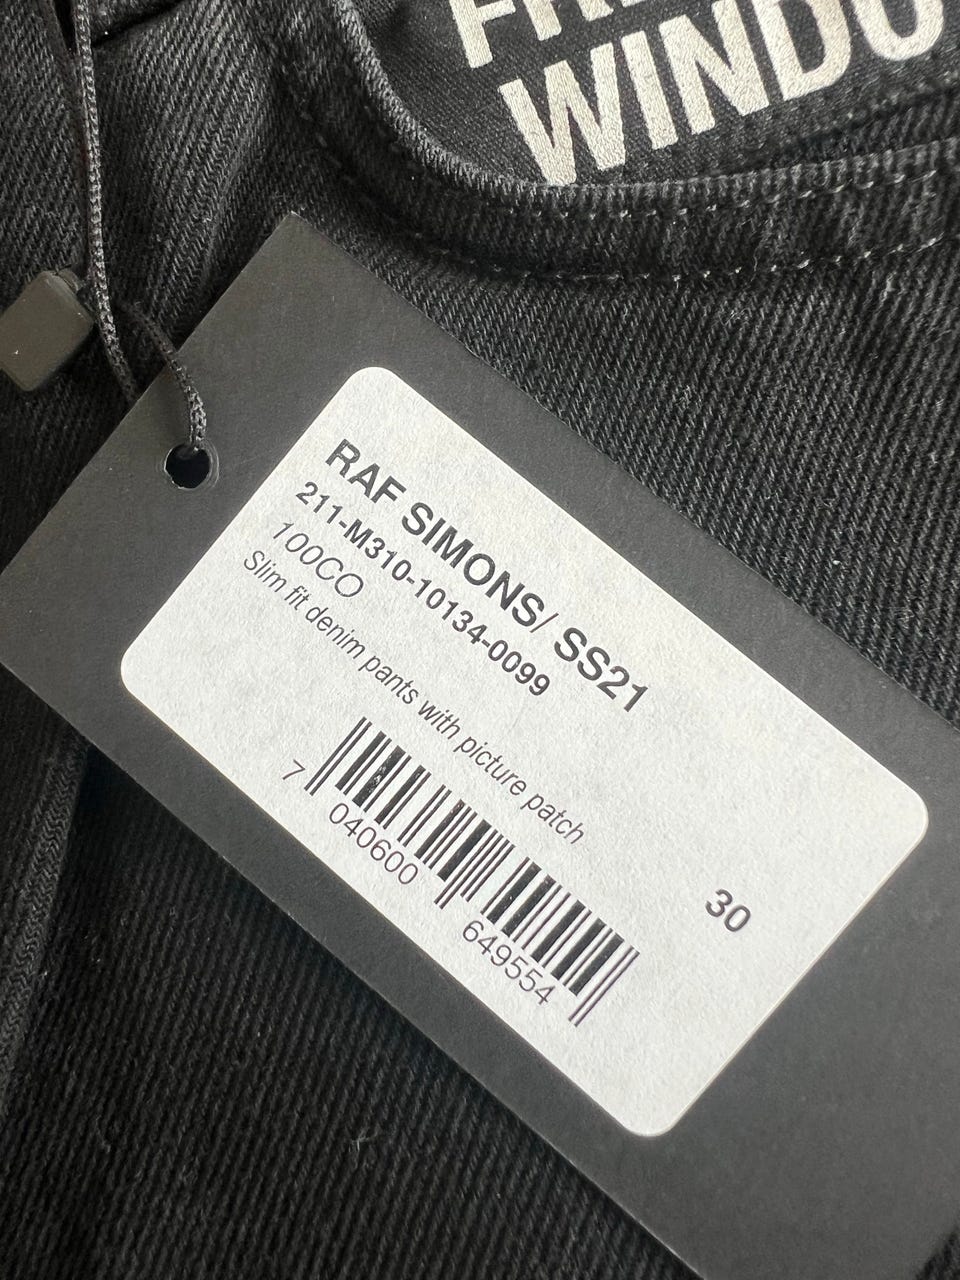 WINDO
RAF SIMONS/ SS21
211-M310-10134-0099
100CO
Slim fit denim pants with picture patch
30
7 040600 649554